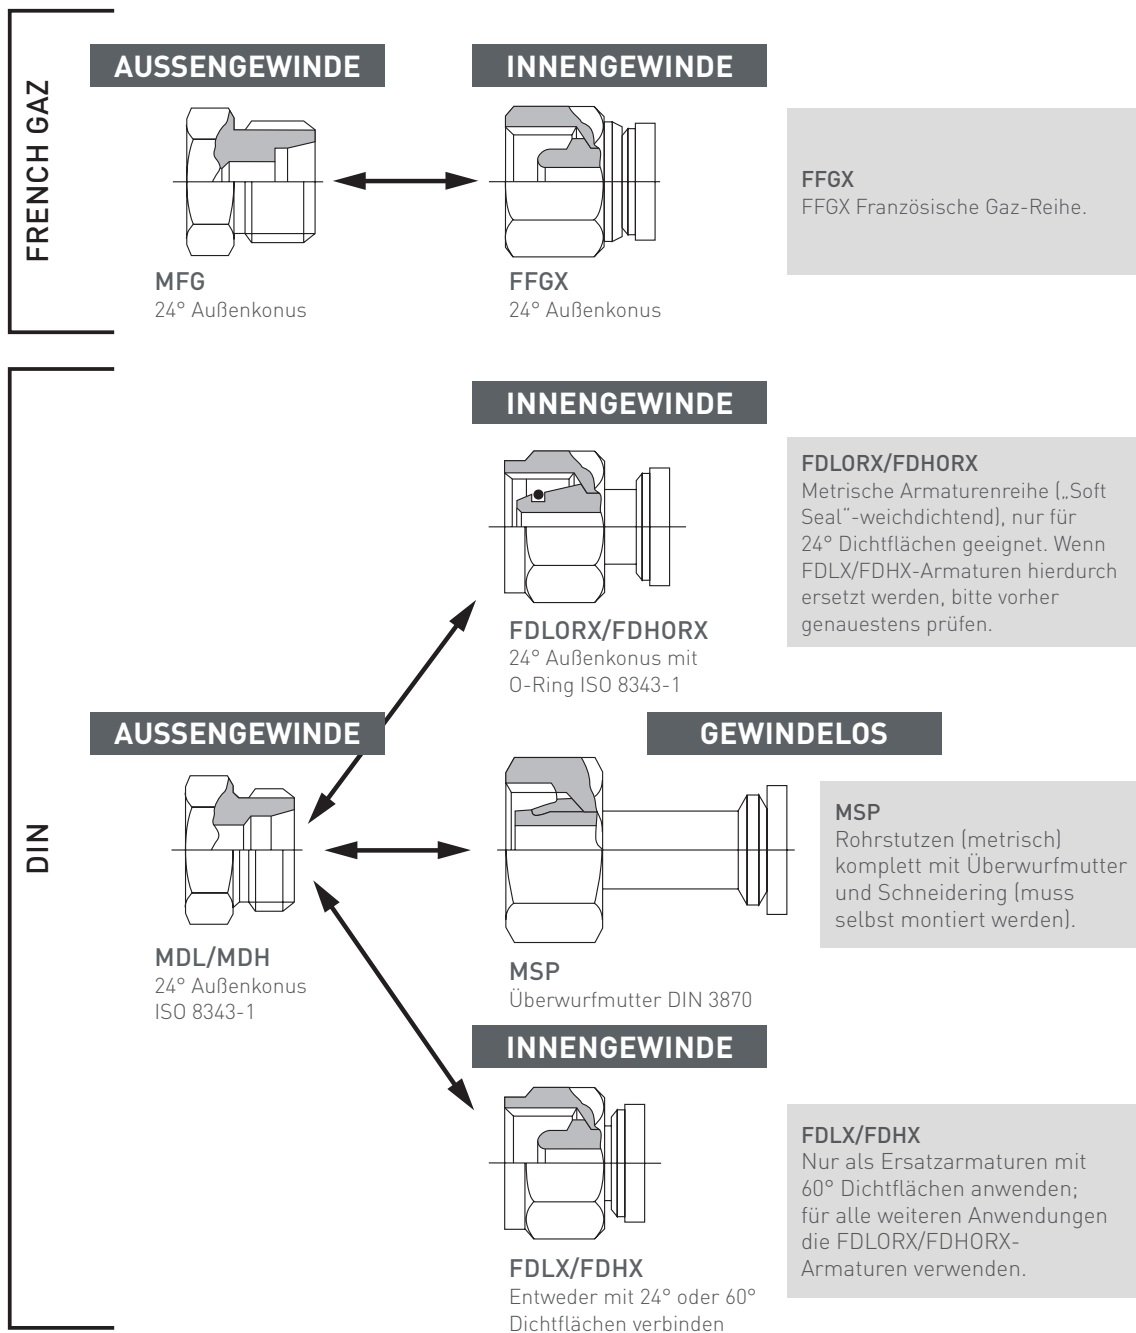 FRENCH GAZ
AUSSENGEWINDE
INNENGEWINDE
MFG
24° Außenkonus
FFGX
24° Außenkonus
FFGX
FFGX Französische Gaz-Reihe.
DIN
INNENGEWINDE
FDLORX/FDHORX
24° Außenkonus mit
O-Ring ISO 8343-1
FDLORX/FDHORX
Metrische Armaturenreihe („Soft
Seal“-weichdichtend), nur für
24° Dichtflächen geeignet. Wenn
FDLX/FDHX-Armaturen hierdurch
ersetzt werden, bitte vorher
genauestens prüfen.
AUSSENGEWINDE
MDL/MDH
24° Außenkonus
ISO 8343-1
GEWINDELOS
MSP
Überwurfmutter DIN 3870
MSP
Rohrstutzen (metrisch)
komplett mit Überwurfmutter
und Schneidering (muss
selbst montiert werden).
INNENGEWINDE
FDLX/FDHX
Entweder mit 24° oder 60°
Dichtflächen verbinden
FDLX/FDHX
Nur als Ersatzarmaturen mit
60° Dichtflächen anwenden;
für alle weiteren Anwendungen
die FDLORX/FDHORX-
Armaturen verwenden.